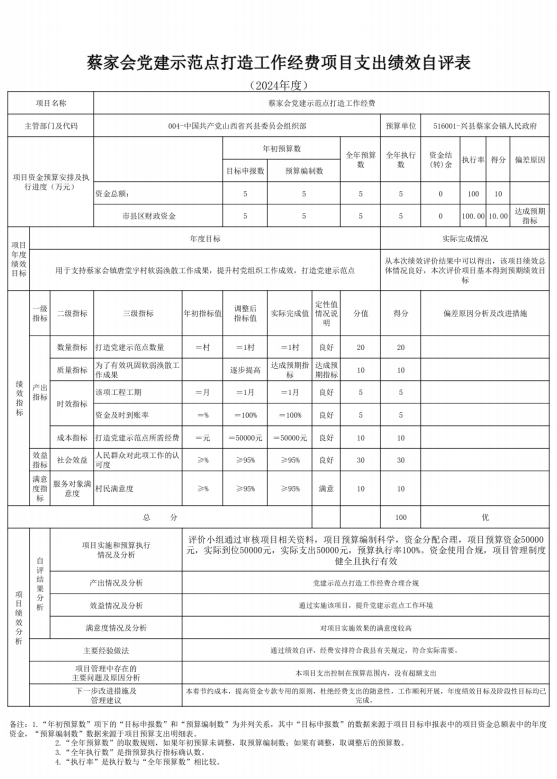 蔡家会党建示范点打造工作经费项目支出绩效自评表
（2024年度）
项目名称 蔡家会党建示范点打造工作经费
主管部门及代码 004-中国共产党山西省兴县委员会组织部 预算单位 516001-兴县蔡家会镇人民政府
项目资金预算安排及执行进度（万元） 年初预算数 全年预算数 全年执行数 资金结(转)余 执行率 得分 偏差原因
目标申报数 预算编制数
资金总额: 5 5 5 5 0 100 10
市县区财政资金 5 5 5 5 0 100.00 10.00 达成预期指标
项目年度绩效目标 年度目标 实际完成情况
用于支持蔡家会镇唐堂宇村软弱涣散工作成果，提升党组织工作成效，打造党建示范点 从本次绩效评价结果中可以得出，该项目绩效总体情况良好，本次评价项目基本得到预期绩效目标
绩效指标 一级指标 二级指标 三级指标 年初指标值 调整后指标值 实际完成值 定性值情况说明 分值 得分 偏差原因分析及改进措施
产出指标 数量指标 打造党建示范点数量 ＝村 ＝1村 ＝1村 良好 20 20
质量指标 为了有效巩固软弱涣散工作成果 逐步提高 达成预期指标 达成预期指标 10 10
时效指标 该项工程工期 ＝月 ＝1月 ＝1月 良好 5 5
资金及时到账率 ＝% ＝100% ＝100% 良好 5 5
成本指标 打造党建示范点所需经费 ＝元 ＝50000元 ＝50000元 良好 10 10
效益指标 社会效益 人民群众对此项工作的认可度 ≥% ≥95% ≥95% 良好 30 30
满意度指标 服务对象满意度 村民满意度 ≥% ≥95% ≥95% 满意 10 10
总 分 100 优
项目绩效分析 自评结果分析 项目实施和预算执行情况及分析 评价小组通过审核项目相关资料，项目预算编制科学，资金分配合理，项目预算资金50000元，实际到位50000元，实际支出50000元，预算执行率100%。资金使用合规，项目管理制度健全且执行有效
产出情况及分析 党建示范点打造工作经费合理合规
效益情况及分析 通过实施该项目，提升党建示范点工作环境
满意度情况及分析 对项目实施效果的满意度较高
主要经验做法 通过绩效自评，经费安排符合我县有关规定，符合实际需要。
项目管理中存在的主要问题及原因分析 本项目支出控制在预算范围内，没有超额支出
下一步改进措施及管理建议 本着节约成本，提高资金专款专用的原则，杜绝经费支出的随意性，工作顺利开展，年度绩效目标及阶段性目标均已完成。
备注：1.“年初预算数”项下的“目标申报数”和“预算编制数”为并列关系，其中“目标申报数”的数据来源于项目目标申报表中的项目资金总额表中的年度
资金，“预算编制数”数据来源于项目预算支出明细表。
2.“全年预算数”的取数规则，如果年初预算未调整，取预算编制数；如果有调整，取调整后的预算数。
3.“全年执行数”是指预算执行指标确认数。
4.“执行率”是执行数与“全年预算数”相比较。